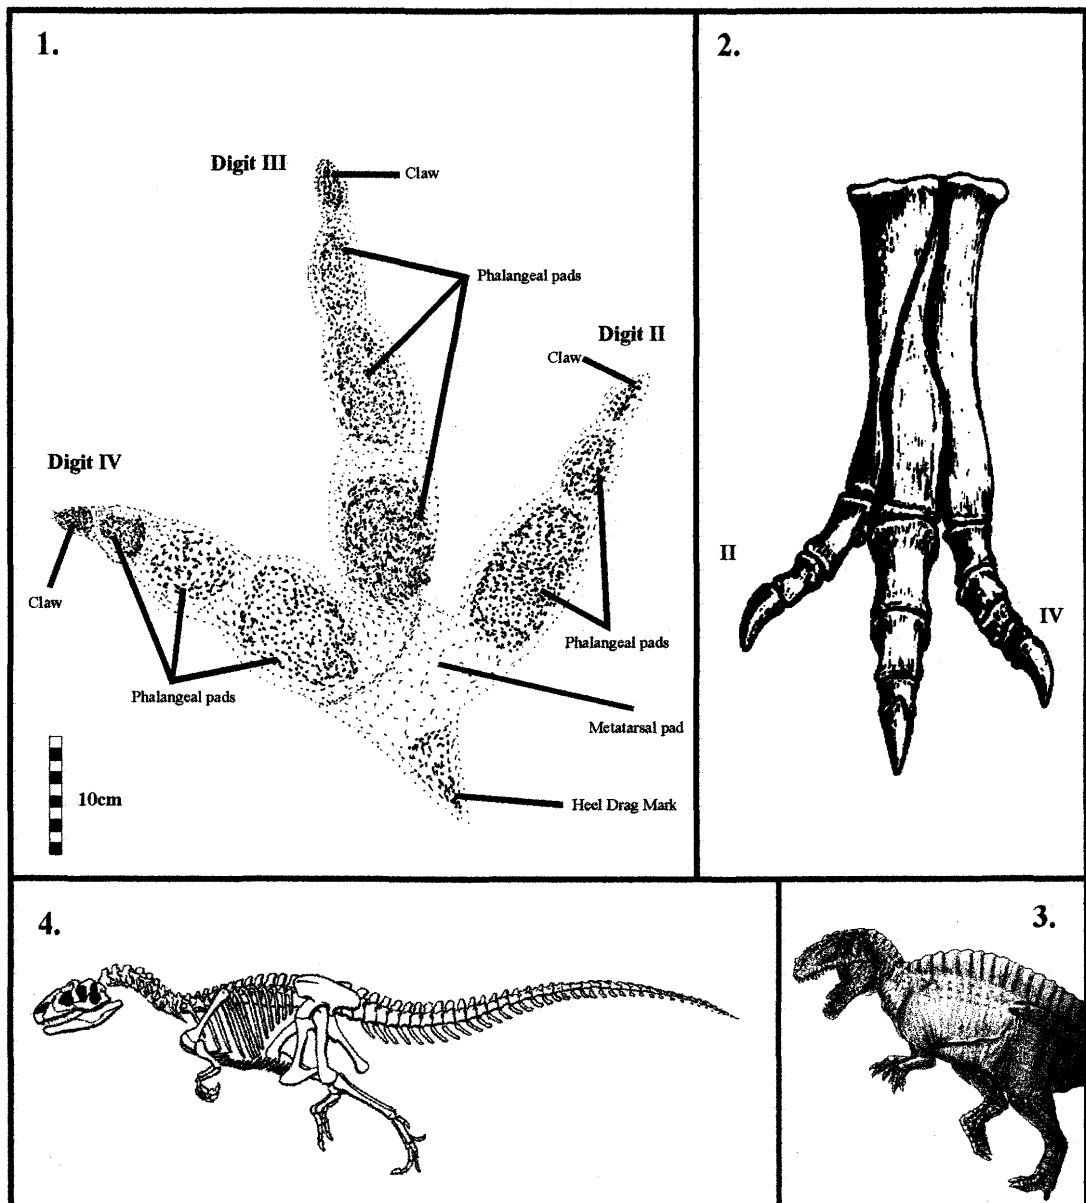 1.
Digit III
Claw
Phalangeal pads
Digit II
Claw
Digit IV
Claw
Phalangeal pads
Phalangeal pads
Metatarsal pad
10cm
Heel Drag Mark
2.
II
IV
4.
3.